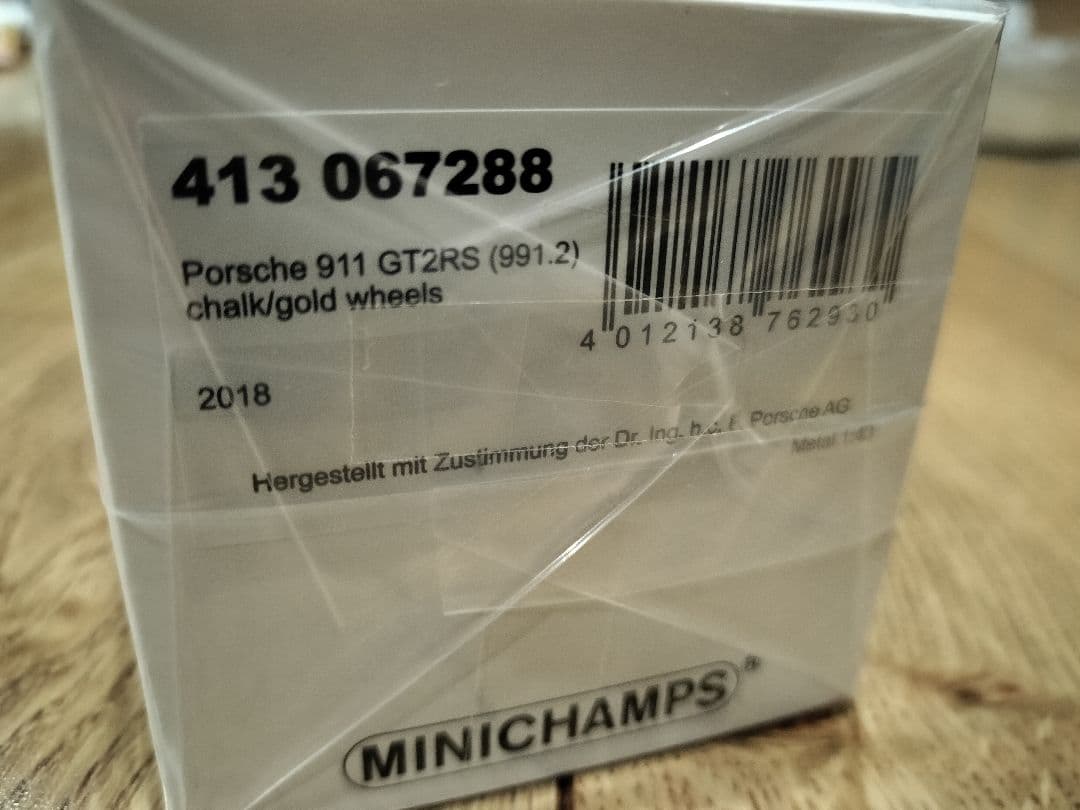 413 067288
Porsche 911 GT2RS (991.2)
chalk/gold wheels
4 012138 762930
2018
Hergestellt mit Zustimmung der Dr. Ing. h.c. F. Porsche AG
Metal 1:43
MINICHAMPS®